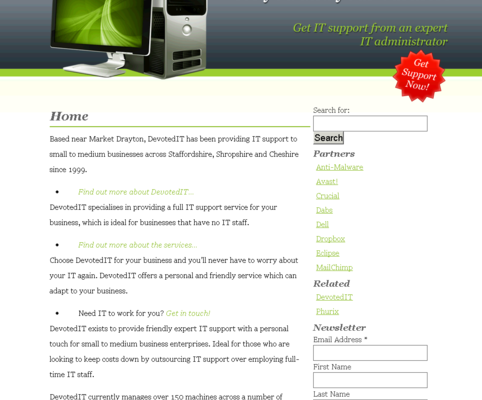 Get IT support from an expert
IT administrator
Get
Support
Now!
Home
Based near Market Drayton, DevotedIT has been providing IT support to
small to medium businesses across Staffordshire, Shropshire and Cheshire
since 1999.
Find out more about DevotedIT...
DevotedIT specialises in providing a full IT support service for your
business, which is ideal for businesses that have no IT staff.
Find out more about the services...
Choose DevotedIT for your business and you'll never have to worry about
your IT again. DevotedIT offers a personal and friendly service which can
adapt to your business.
Need IT to work for you? Get in touch!
DevotedIT exists to provide friendly expert IT support with a personal
touch for small to medium business enterprises. Ideal for those who are
looking to keep costs down by outsourcing IT support over employing full-
time IT staff.
DevotedIT currently manages over 150 machines across a number of
Search for:
Search
Partners
Anti-Malware
Avast!
Crucial
Dabs
Dell
Dropbox
Eclipse
MailChimp
Related
DevotedIT
Phurix
Newsletter
Email Address *
First Name
Last Name